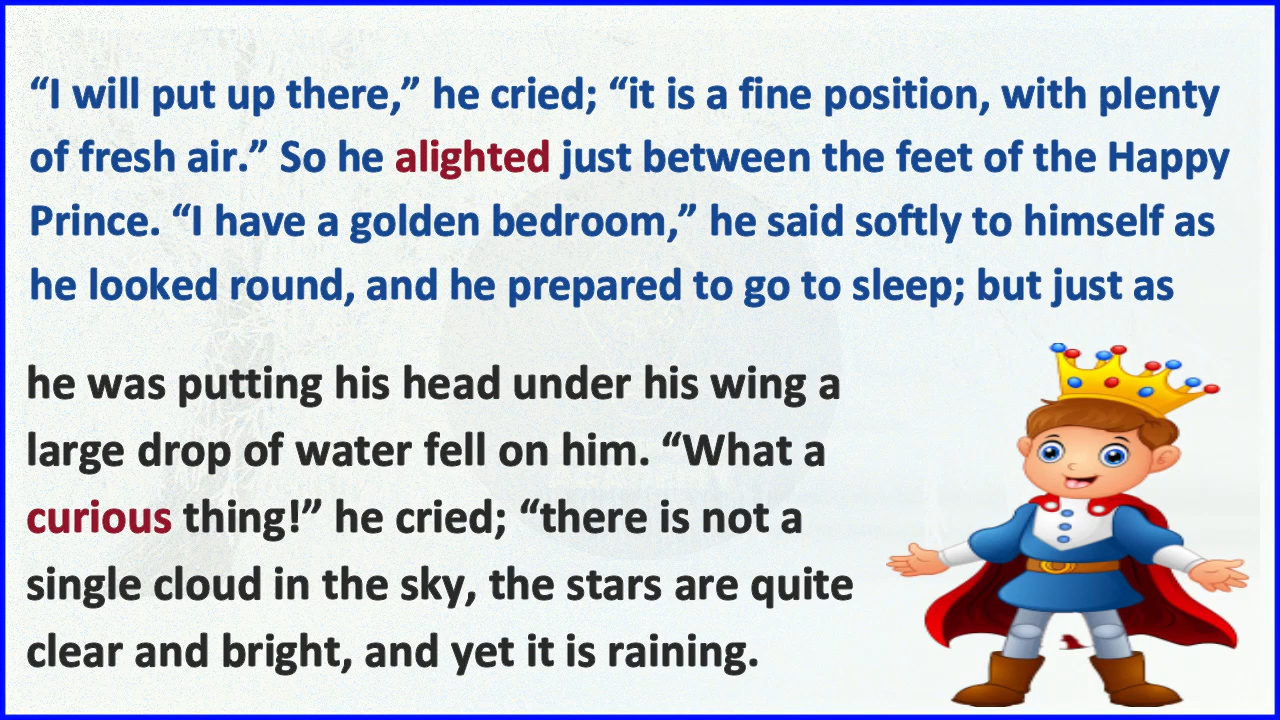 “I will put up there,” he cried; “it is a fine position, with plenty
of fresh air.” So he alighted just between the feet of the Happy
Prince. “I have a golden bedroom,” he said softly to himself as
he looked round, and he prepared to go to sleep; but just as
he was putting his head under his wing a
large drop of water fell on him. “What a
curious thing!” he cried; “there is not a
single cloud in the sky, the stars are quite
clear and bright, and yet it is raining.